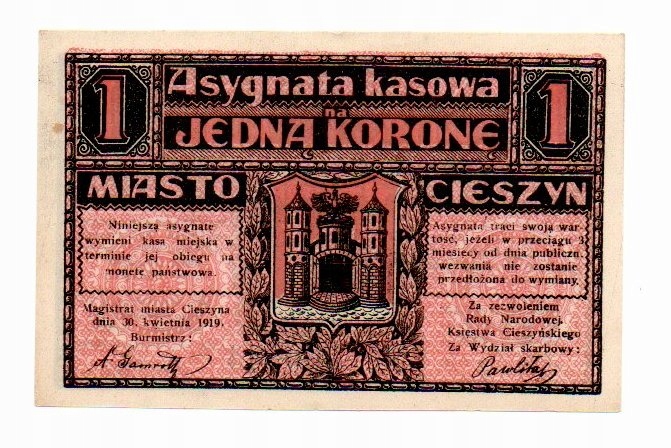 1 Asygnata kasowa 1
na
JEDNĄ KORONĘ
MIASTO CIESZYN
Niniejszą asygnatę
wymieni kasa miejska w
terminie jej obiegu na
monetę państwową.
Magistrat miasta Cieszyna
dnia 30. kwietnia 1919.
Burmistrz:
Asygnata traci swoją war-
tość, jeżeli w przeciągu 3
miesięcy od dnia publiczn.
wezwania nie zostanie
przedłożona do wymiany.
Za zezwoleniem
Rady Narodowej
Księstwa Cieszyńskiego
Za Wydział skarbowy: